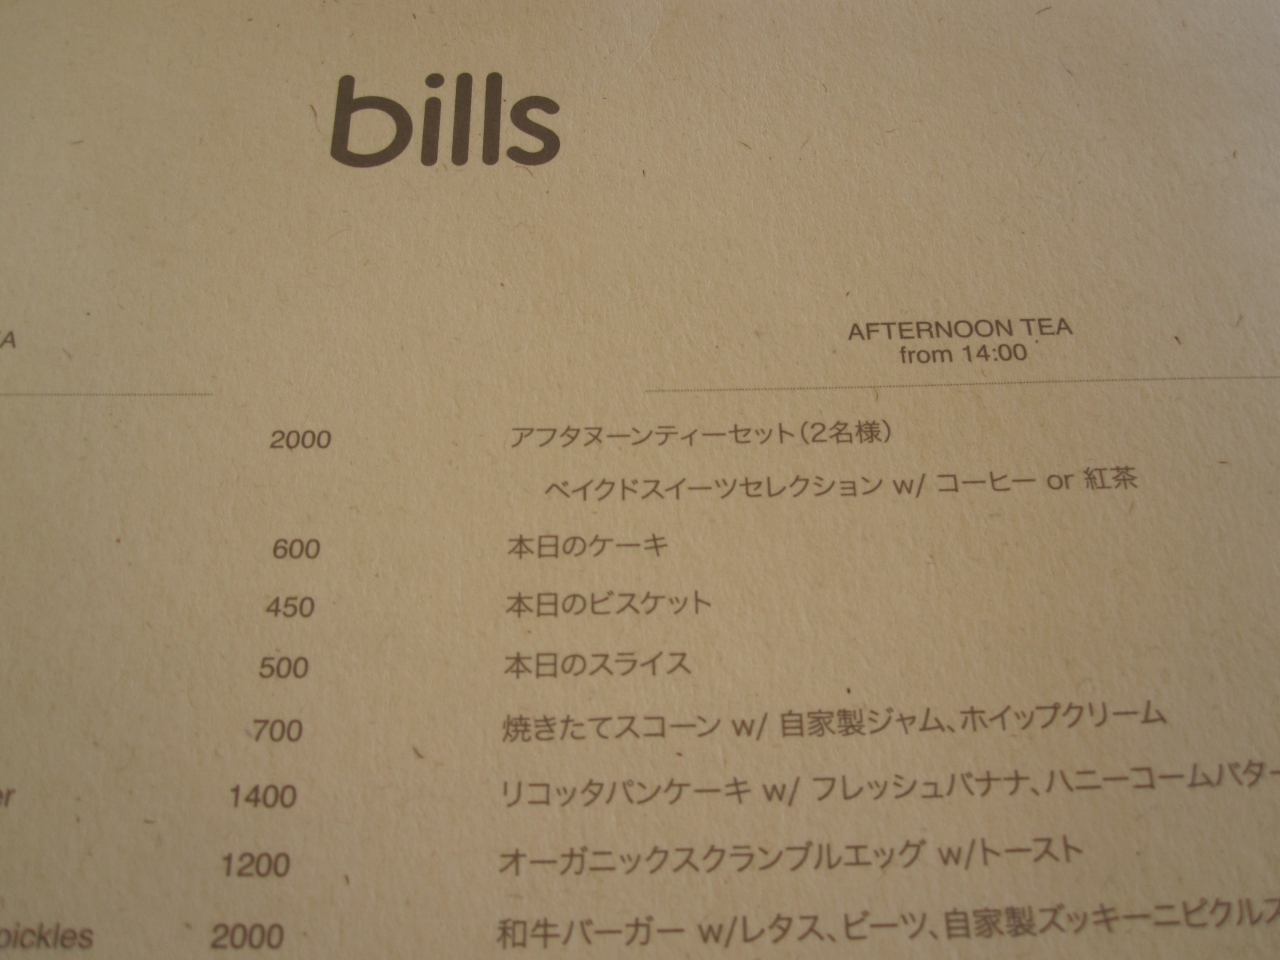 bills
AFTERNOON TEA
from 14:00
2000 アフタヌーンティーセット(2名様)
ベイクドスイーツセレクション w/ コーヒー or 紅茶
600 本日のケーキ
450 本日のビスケット
500 本日のスライス
700 焼きたてスコーン w/ 自家製ジャム、ホイップクリーム
1400 リコッタパンケーキ w/ フレッシュバナナ、ハニーコームバター
1200 オーガニックスクランブルエッグ w/トースト
pickles 2000 和牛バーガー w/レタス、ビーツ、自家製ズッキーニピクルス